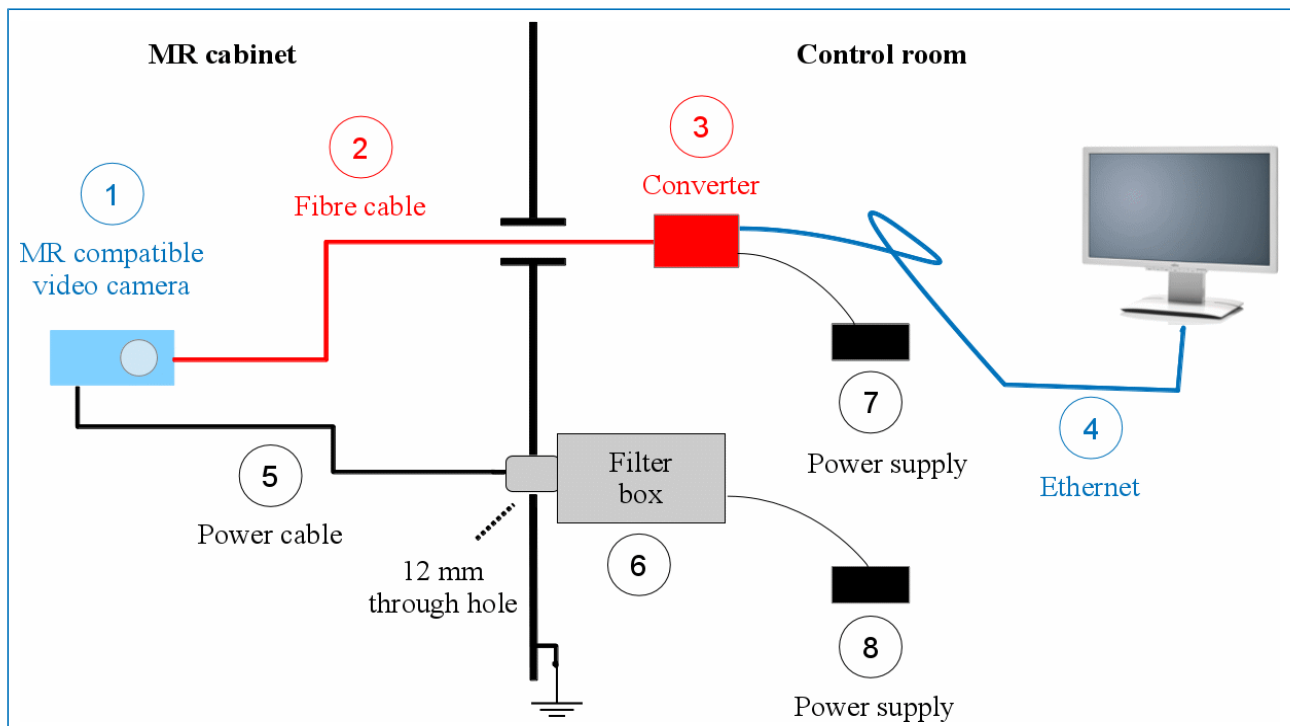 MR cabinet
Control room
1
MR compatible
video camera
2
Fibre cable
3
Converter
4
Ethernet
5
Power cable
12 mm
through hole
Filter
box
6
7
Power supply
8
Power supply